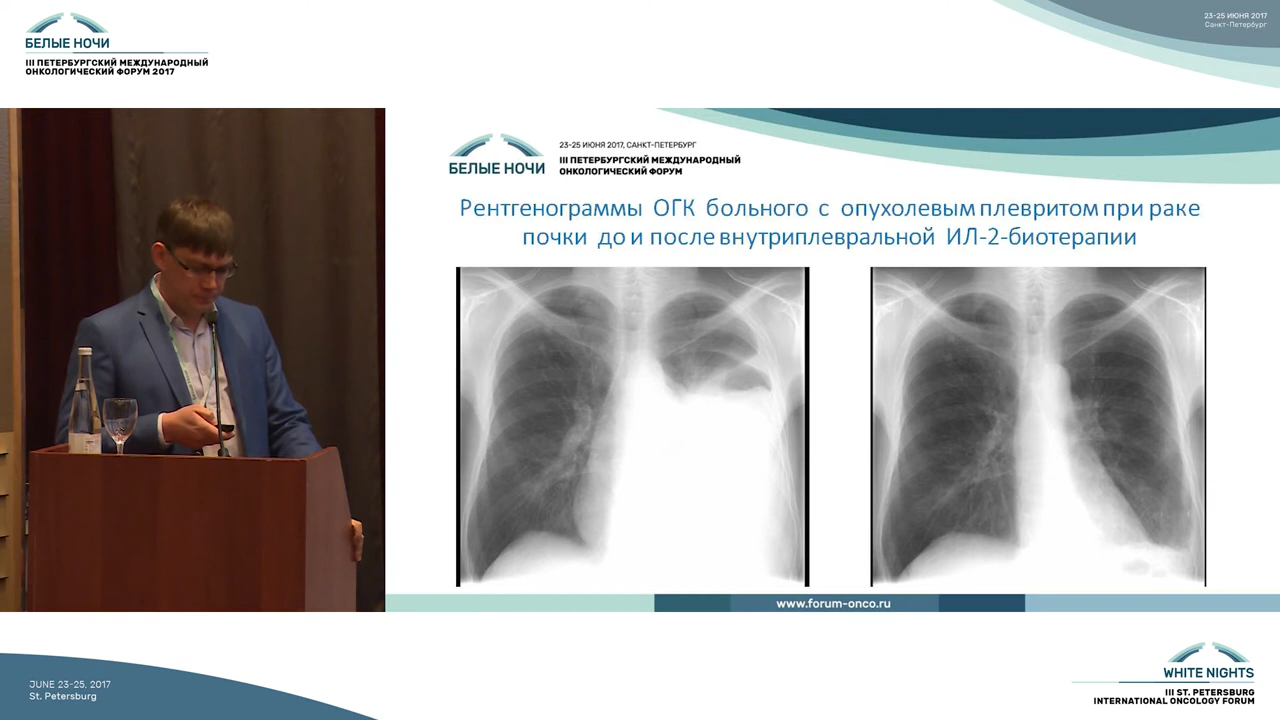 БЕЛЫЕ НОЧИ
III ПЕТЕРБУРГСКИЙ МЕЖДУНАРОДНЫЙ
ОНКОЛОГИЧЕСКИЙ ФОРУМ 2017
23-25 ИЮНЯ 2017
Санкт-Петербург
БЕЛЫЕ НОЧИ
23-25 ИЮНЯ 2017, САНКТ-ПЕТЕРБУРГ
III ПЕТЕРБУРГСКИЙ МЕЖДУНАРОДНЫЙ
ОНКОЛОГИЧЕСКИЙ ФОРУМ
Рентгенограммы ОГК больного с опухолевым плевритом при раке
почки до и после внутриплевральной ИЛ-2-биотерапии
www.forum-onco.ru
JUNE 23-25, 2017
St. Petersburg
WHITE NIGHTS
III ST. PETERSBURG
INTERNATIONAL ONCOLOGY FORUM